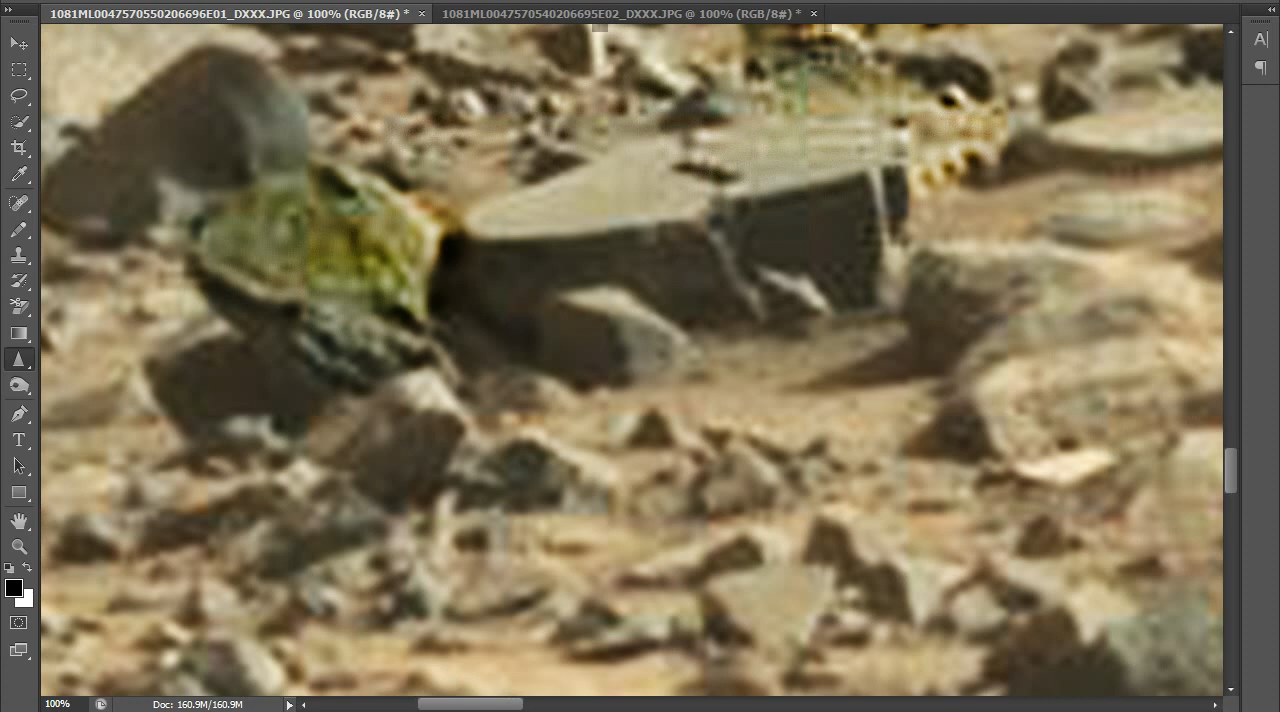 1081ML0047570550206696E01_DXXX.JPG @ 100% (RGB/8#) * ×
1081ML0047570540206695E02_DXXX.JPG @ 100% (RGB/8#) * ×
T
A
¶
100%
Doc: 160.9M/160.9M